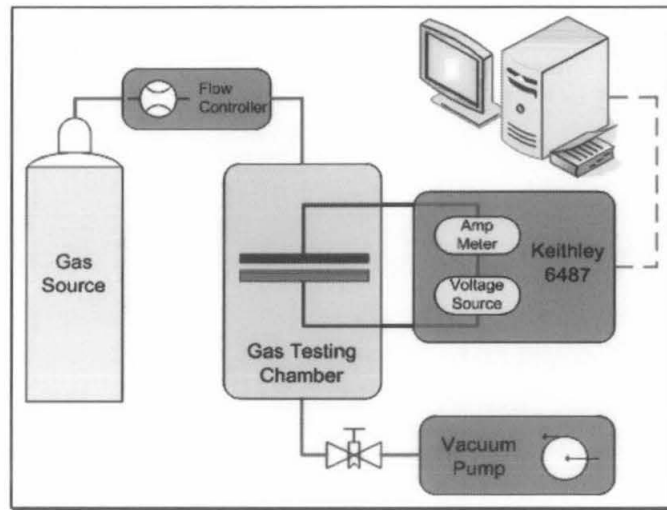 Flow
Controller
Gas
Source
Amp
Meter
Voltage
Source
Keithley
6487
Gas Testing
Chamber
Vacuum
Pump